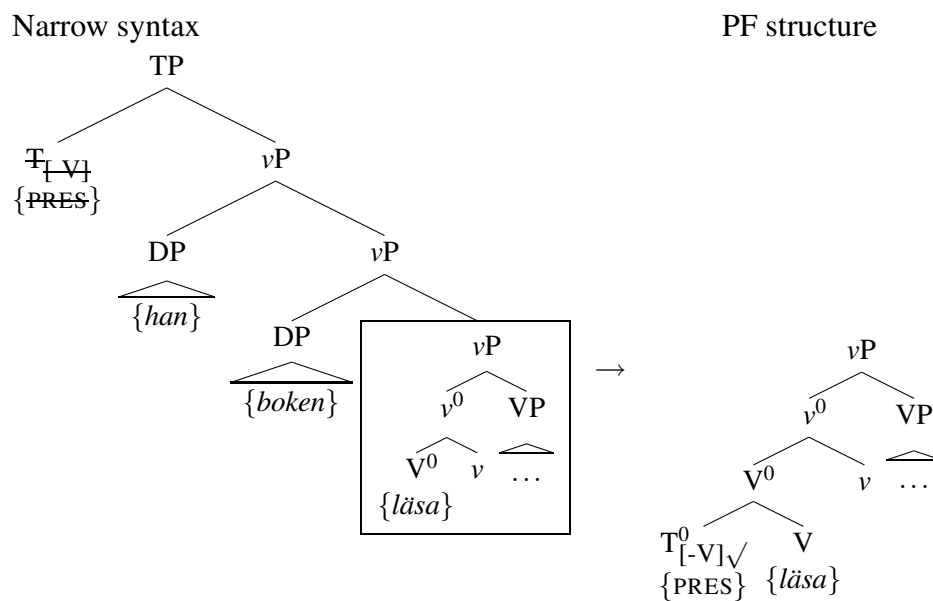 Narrow syntax PF structure
TP
T[-V] vP
{PRES}
DP vP
{han}
DP vP vP
{boken} →
v⁰ VP v⁰ VP
V⁰ v ... V⁰ v ...
{läsa}
T⁰[-V]√ V
{PRES} {läsa}